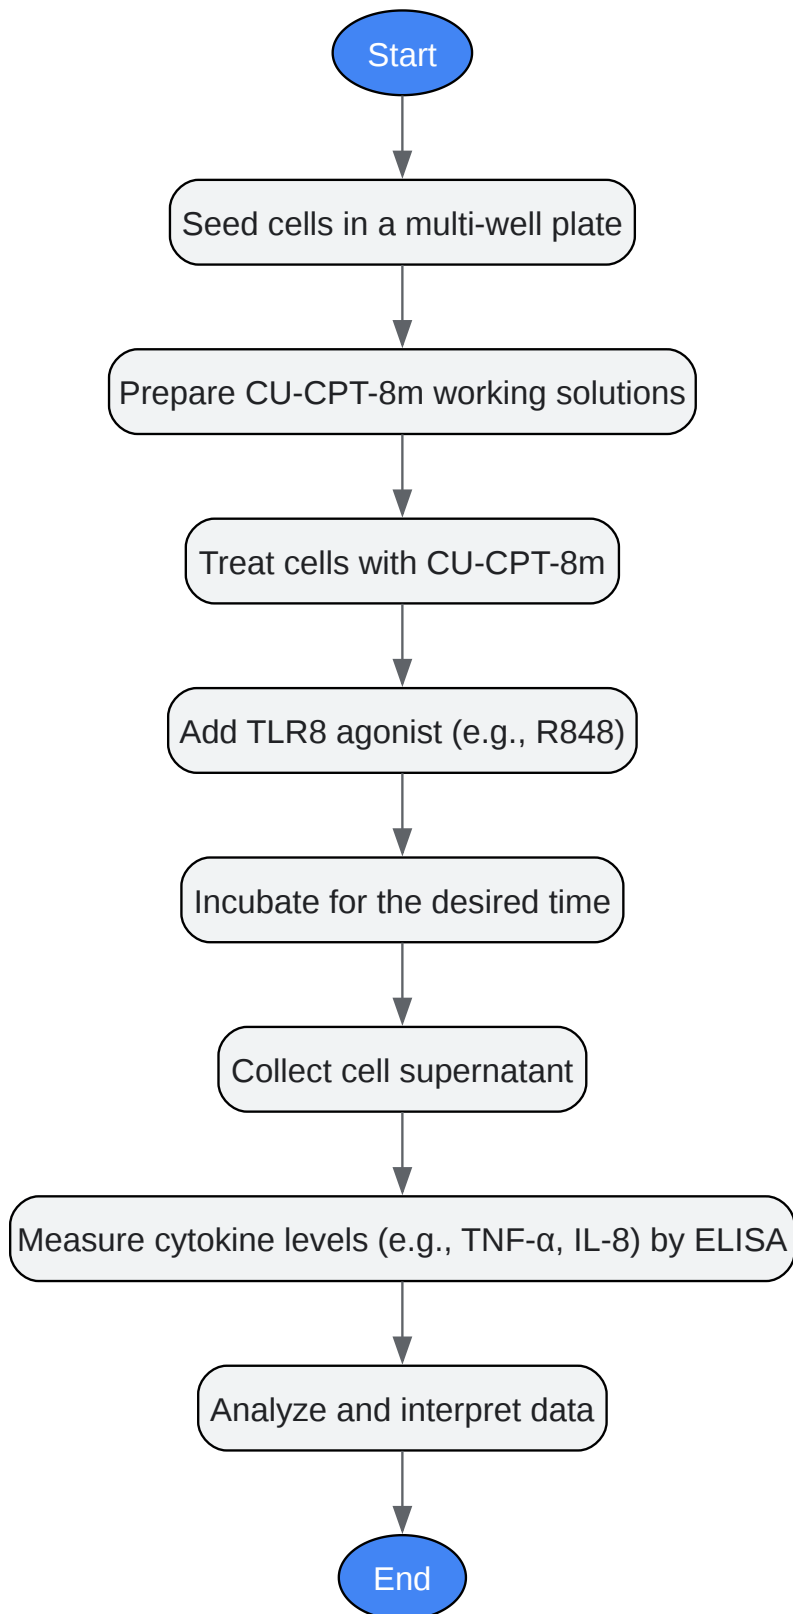 Start
Seed cells in a multi-well plate
Prepare CU-CPT-8m working solutions
Treat cells with CU-CPT-8m
Add TLR8 agonist (e.g., R848)
Incubate for the desired time
Collect cell supernatant
Measure cytokine levels (e.g., TNF-α, IL-8) by ELISA
Analyze and interpret data
End